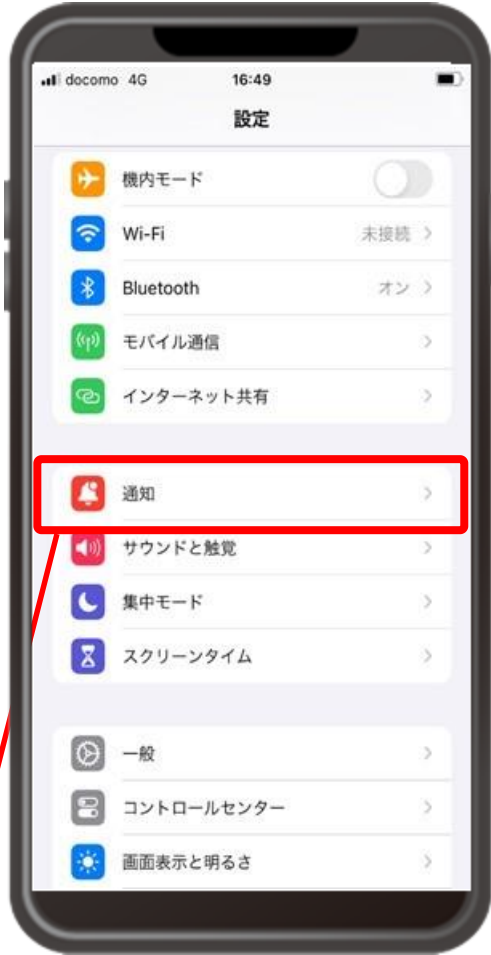 docomo 4G 16:49
設定
機内モード
Wi-Fi 未接続
Bluetooth オン
モバイル通信
インターネット共有
通知
サウンドと触覚
集中モード
スクリーンタイム
一般
コントロールセンター
画面表示と明るさ